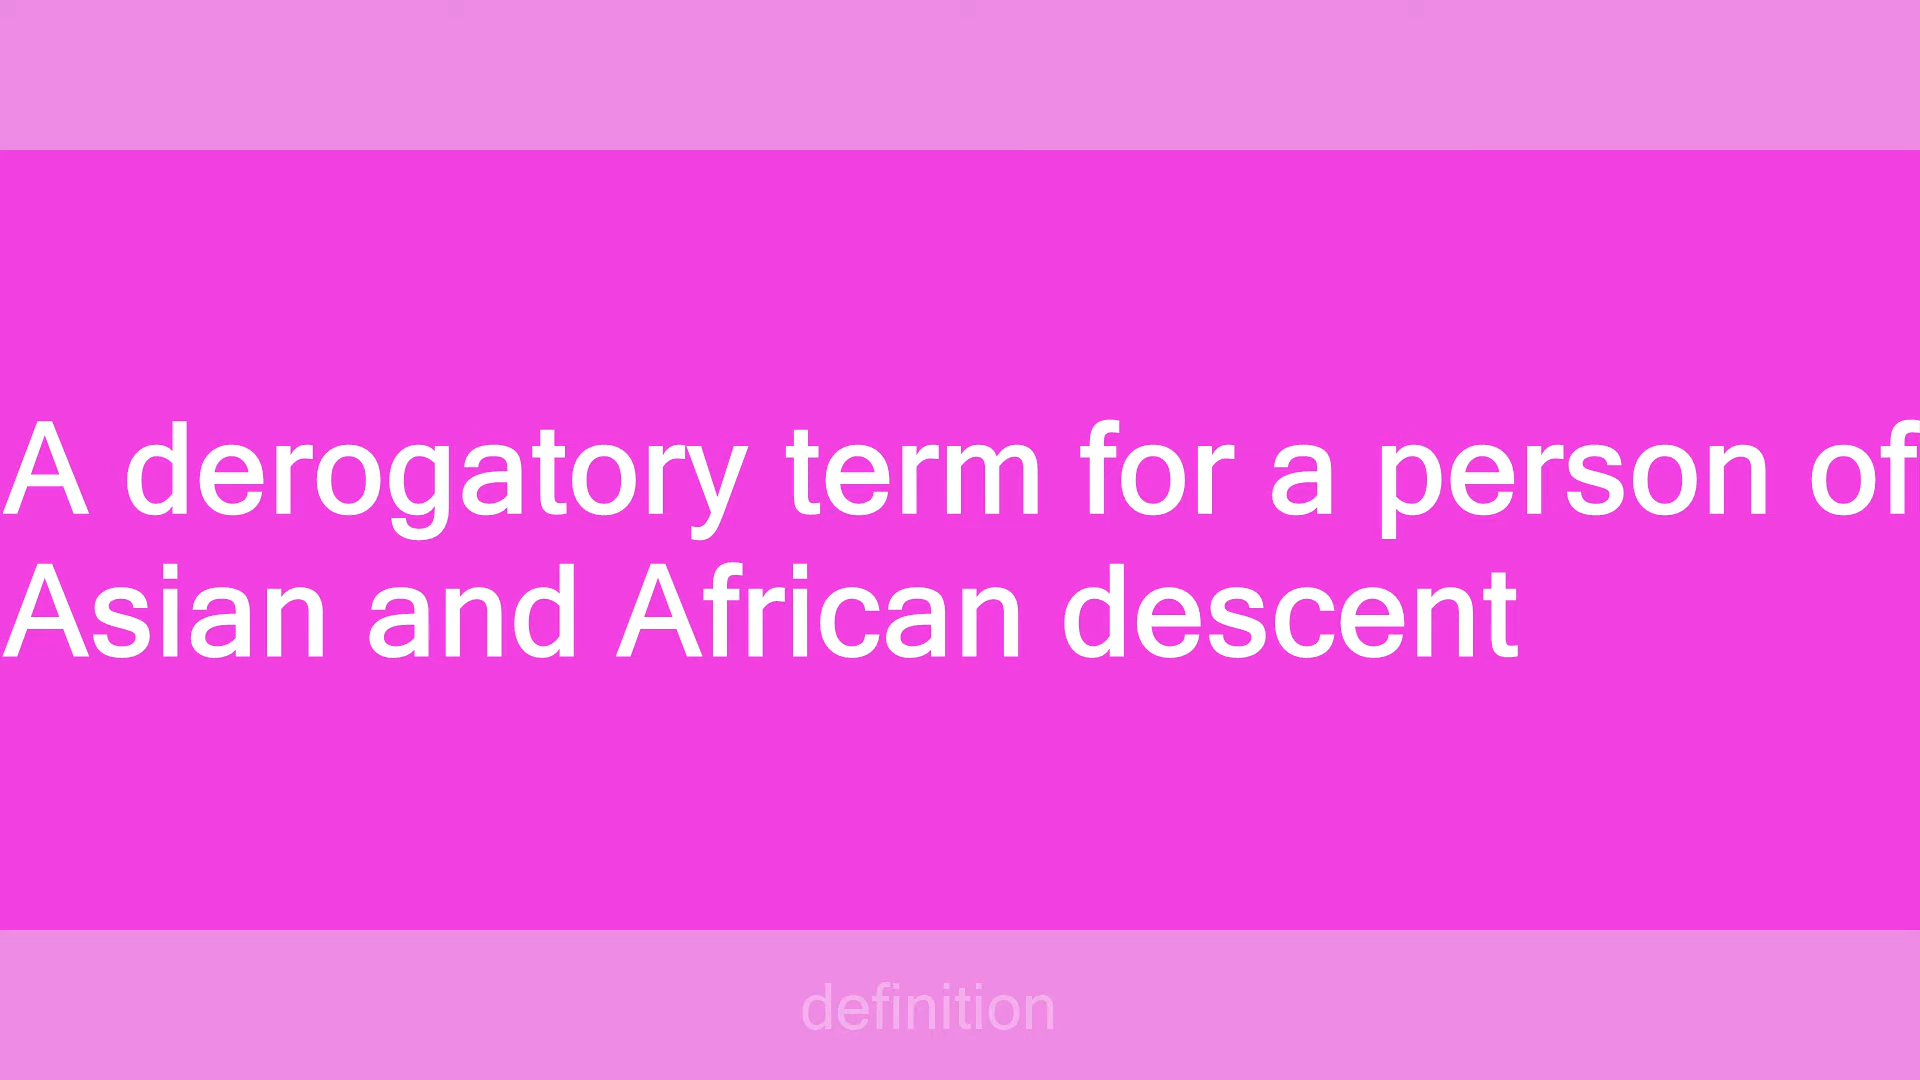 A derogatory term for a person of
Asian and African descent
definition